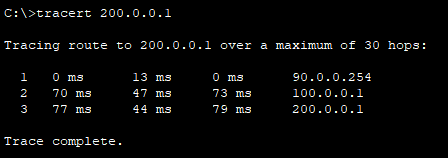 C:\>tracert 200.0.0.1
Tracing route to 200.0.0.1 over a maximum of 30 hops:
1 0 ms 13 ms 0 ms 90.0.0.254
2 70 ms 47 ms 73 ms 100.0.0.1
3 77 ms 44 ms 79 ms 200.0.0.1
Trace complete.